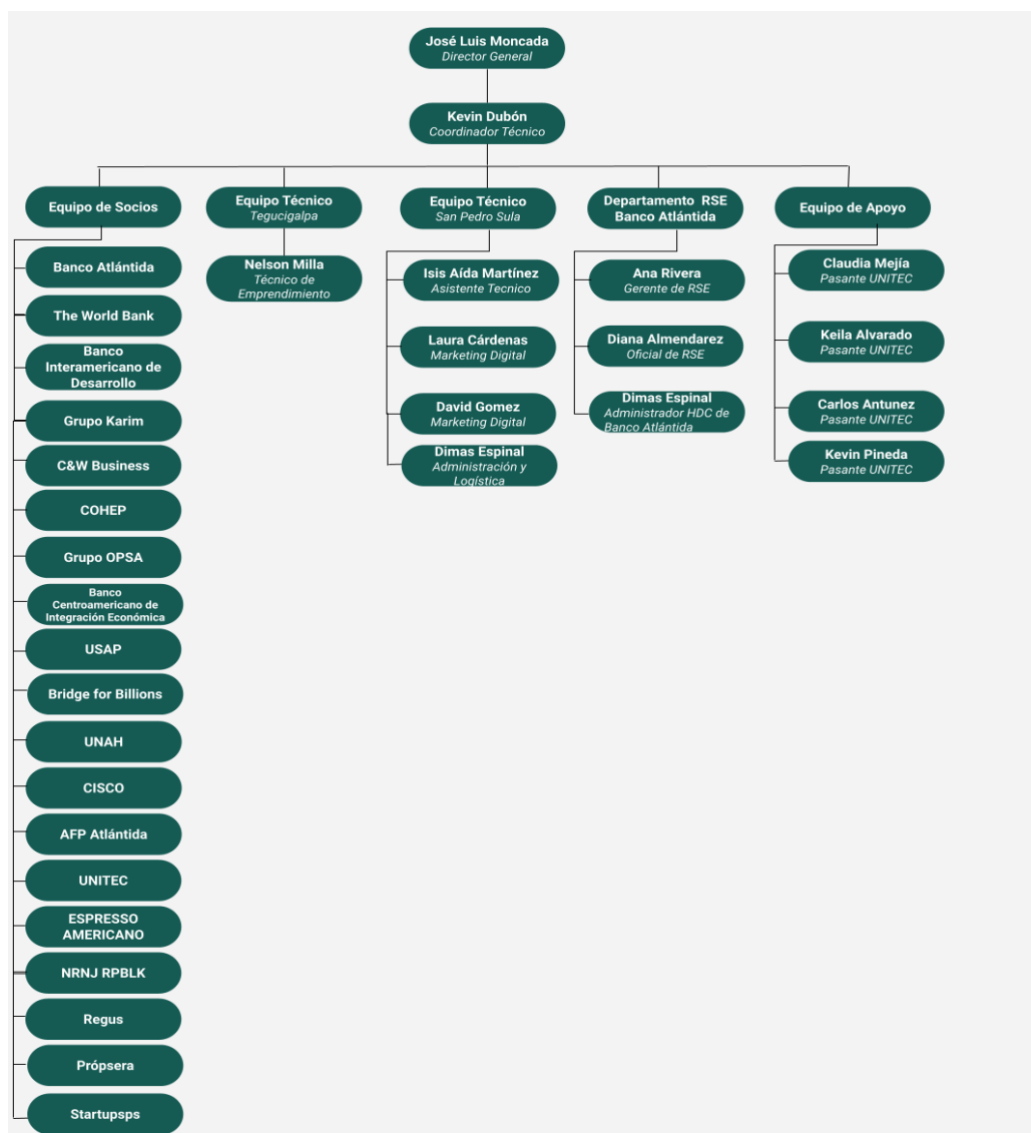 José Luis Moncada
Director General
Kevin Dubón
Coordinador Técnico
Equipo de Socios
Banco Atlántida
The World Bank
Banco
Interamericano de
Desarrollo
Grupo Karim
C&W Business
COHEP
Grupo OPSA
Banco
Centroamericano de
Integración Económica
USAP
Bridge for Billions
UNAH
CISCO
AFP Atlántida
UNITEC
ESPRESSO
AMERICANO
NRNJ RPBLK
Regus
Própsera
Startupsps
Equipo Técnico
Tegucigalpa
Nelson Milla
Técnico de
Emprendimiento
Equipo Técnico
San Pedro Sula
Isis Aída Martínez
Asistente Tecnico
Laura Cárdenas
Marketing Digital
David Gomez
Marketing Digital
Dimas Espinal
Administración y
Logística
Departamento RSE
Banco Atlántida
Ana Rivera
Gerente de RSE
Diana Almendarez
Oficial de RSE
Dimas Espinal
Administrador HDC de
Banco Atlántida
Equipo de Apoyo
Claudia Mejía
Pasante UNITEC
Keila Alvarado
Pasante UNITEC
Carlos Antunez
Pasante UNITEC
Kevin Pineda
Pasante UNITEC